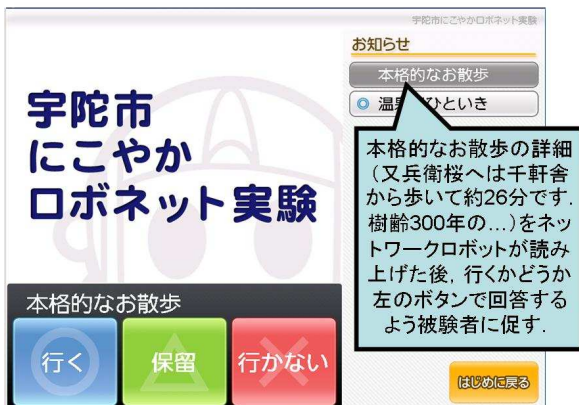 宇陀市にこやかロボネット実験
お知らせ
本格的なお散歩
温泉でひといき
宇陀市
にこやか
ロボネット実験
本格的なお散歩の詳細
(又兵衛桜へは千軒舎
から歩いて約26分です.
樹齢300年の...)をネッ
トワークロボットが読み
上げた後, 行くかどうか
左のボタンで回答する
よう被験者に促す.
本格的なお散歩
行く
保留
行かない
はじめに戻る